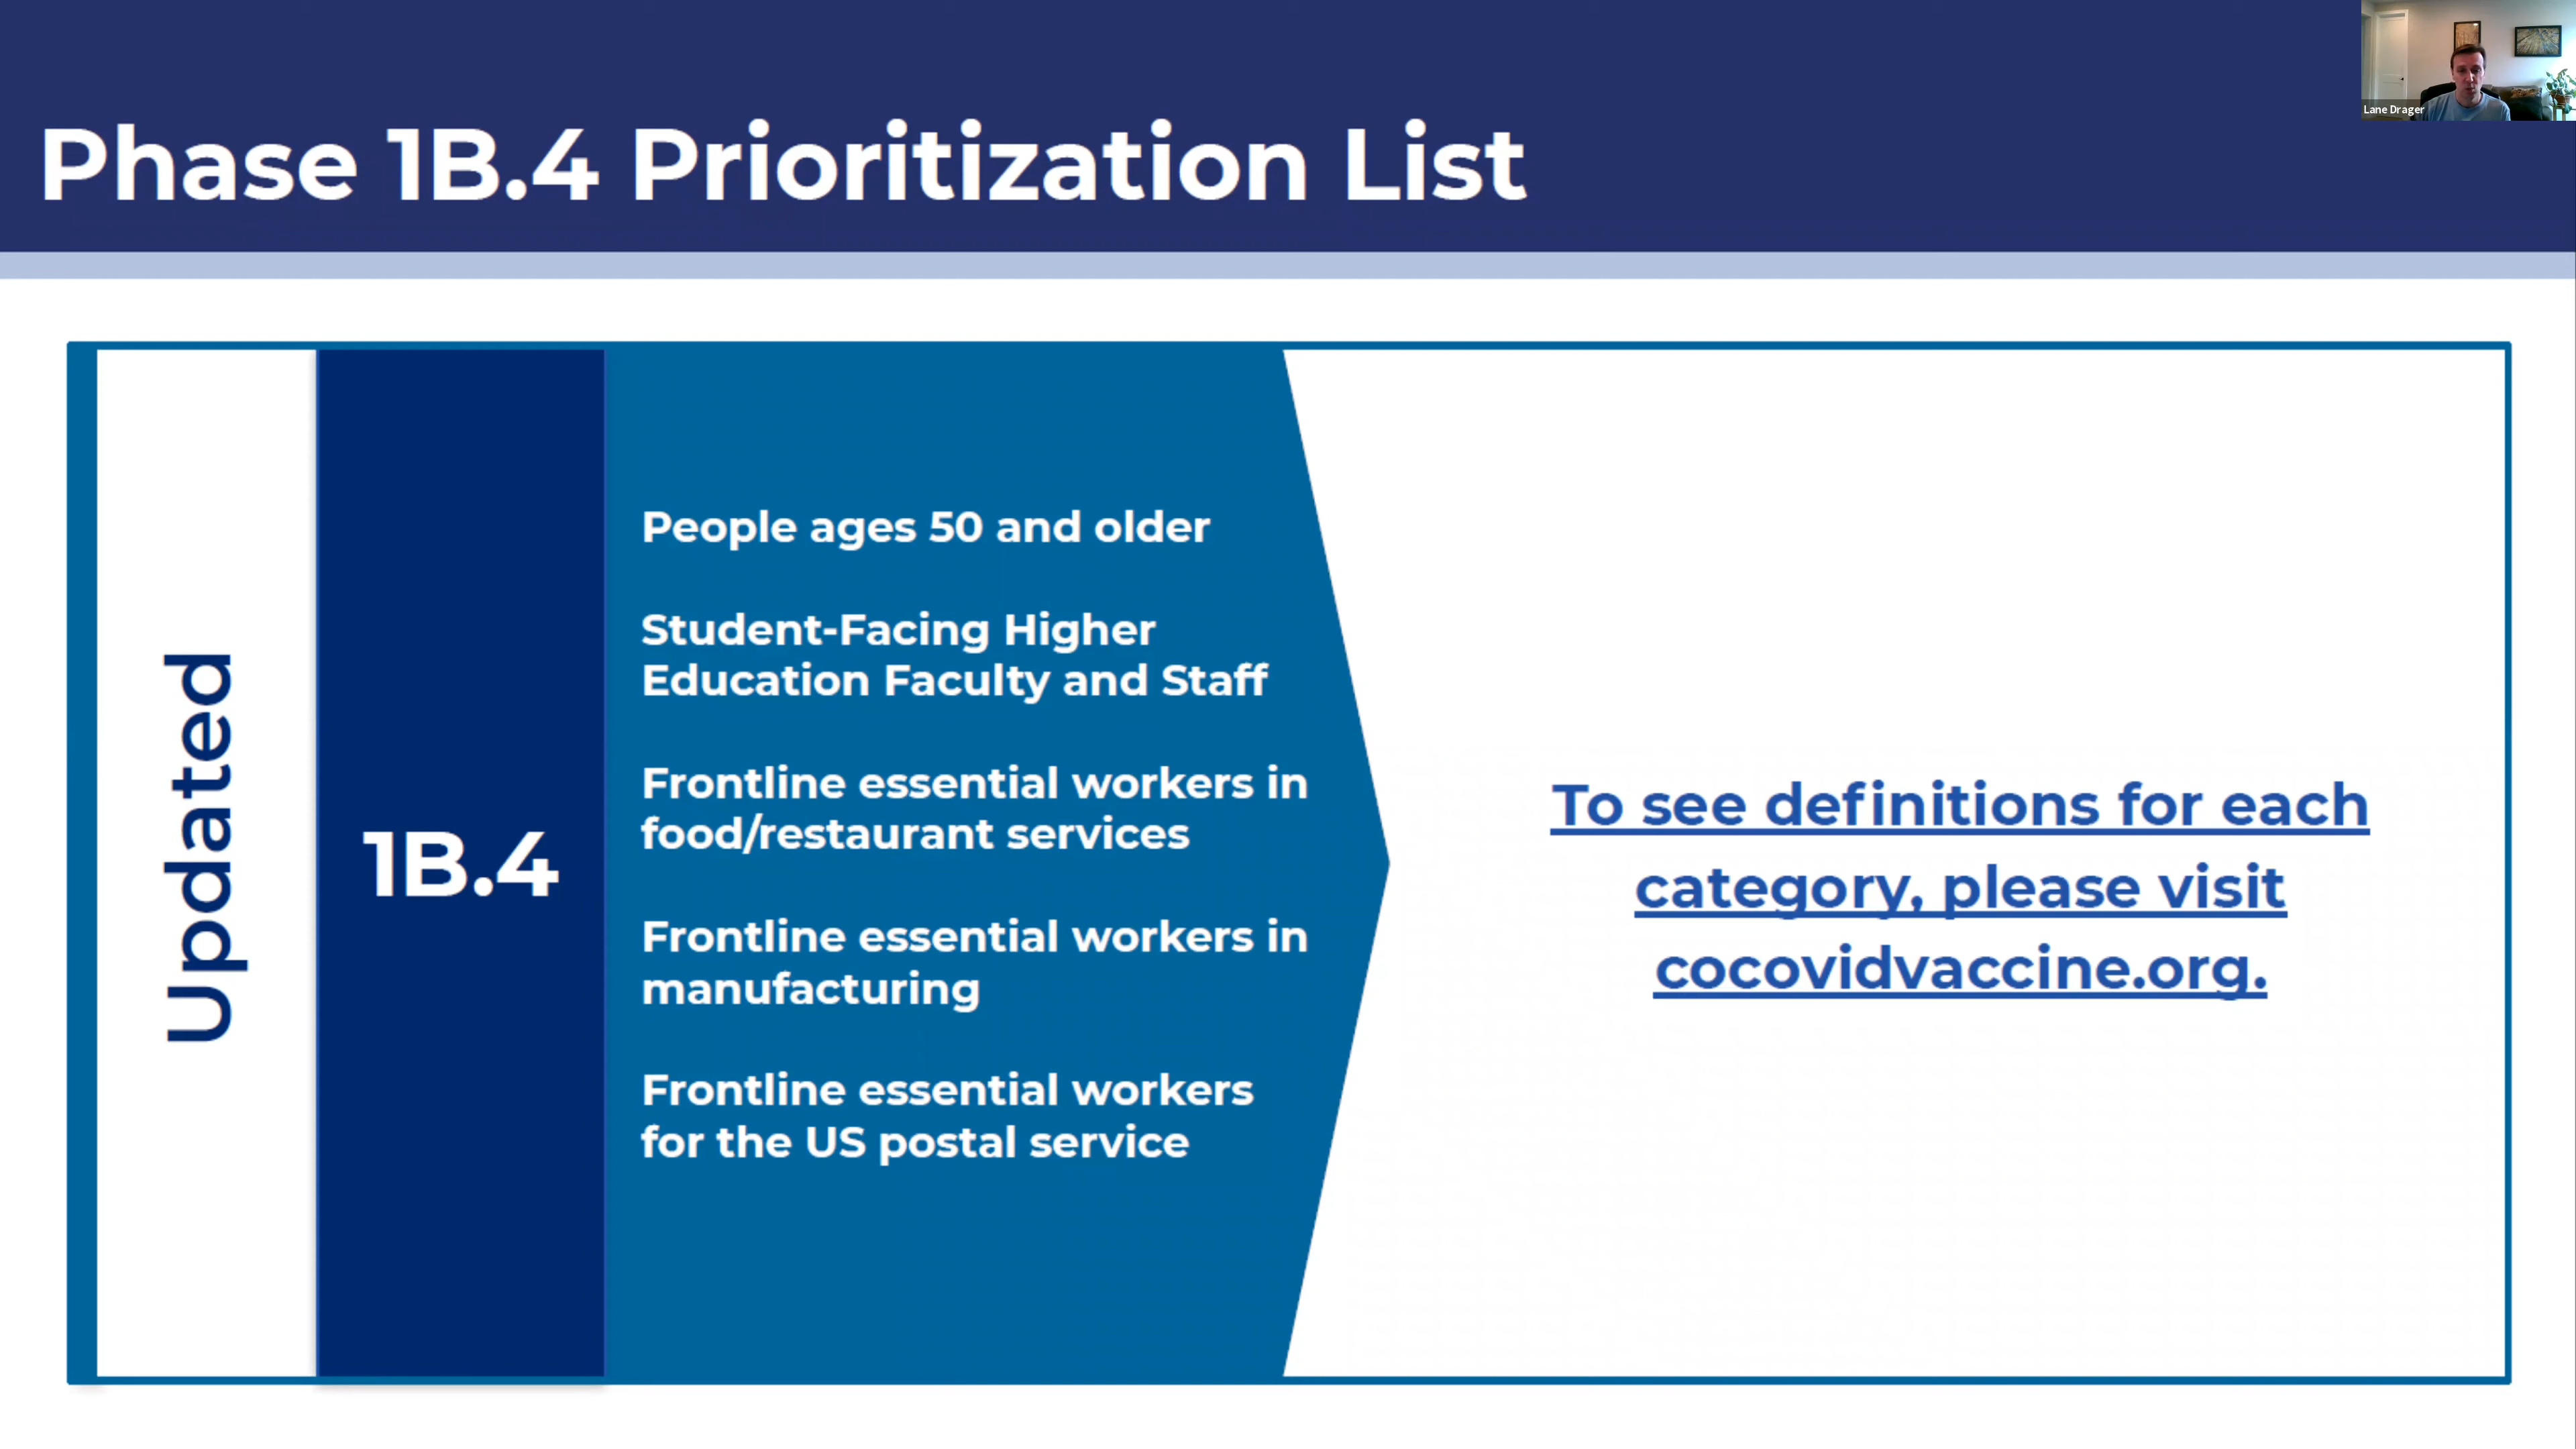 Lane Drager
Phase 1B.4 Prioritization List
Updated
1B.4
People ages 50 and older
Student-Facing Higher
Education Faculty and Staff
Frontline essential workers in
food/restaurant services
Frontline essential workers in
manufacturing
Frontline essential workers
for the US postal service
To see definitions for each
category, please visit
cocovidvaccine.org.